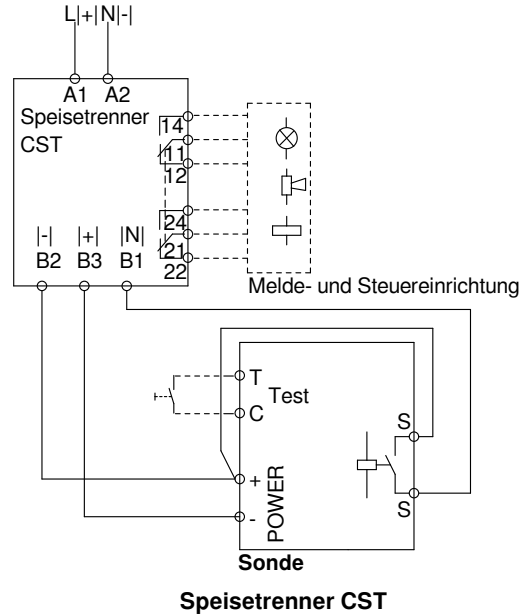 L|+| N|-|
A1 A2
Speisetrenner
CST
14
11
12
24
21
22
|-| |+| |N|
B2 B3 B1
Melde- und Steuereinrichtung
T
Test
C
S
+
POWER
-
S
Sonde
Speisetrenner CST